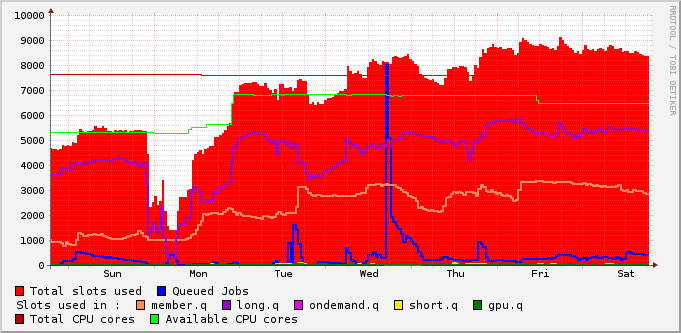 10000
9000
8000
7000
6000
5000
4000
3000
2000
1000
0
Sun Mon Tue Wed Thu Fri Sat
RRDTOOL / TOBI OETIKER
Total slots used Queued Jobs
Slots used in : member.q long.q ondemand.q short.q gpu.q
Total CPU cores Available CPU cores